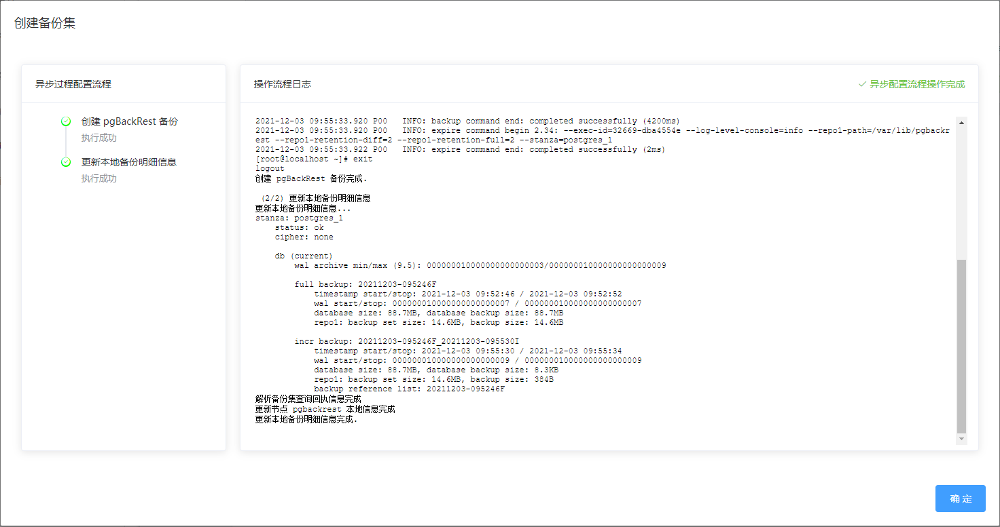 创建备份集
异步过程配置流程
创建 pgBackRest 备份
执行成功
更新本地备份明细信息
执行成功
操作流程日志
异步配置流程操作完成
2021-12-03 09:55:33.920 P00   INFO: backup command end: completed successfully (4200ms)
2021-12-03 09:55:33.920 P00   INFO: expire command begin 2.34: --exec-id=32669-dba4554e --log-level-console=info --repo1-path=/var/lib/pgbackr
est --repo1-retention-diff=2 --repo1-retention-full=2 --stanza=postgres_1
2021-12-03 09:55:33.922 P00   INFO: expire command end: completed successfully (2ms)
[root@localhost ~]# exit
logout
创建 pgBackRest 备份完成.
(2/2) 更新本地备份明细信息
更新本地备份明细信息...
stanza: postgres_1
    status: ok
    cipher: none
    db (current)
        wal archive min/max (9.5): 000000010000000000000003/000000010000000000000009
        full backup: 20211203-095246F
            timestamp start/stop: 2021-12-03 09:52:46 / 2021-12-03 09:52:52
            wal start/stop: 000000010000000000000007 / 000000010000000000000007
            database size: 88.7MB, database backup size: 88.7MB
            repo1: backup set size: 14.6MB, backup size: 14.6MB
        incr backup: 20211203-095246F_20211203-095530I
            timestamp start/stop: 2021-12-03 09:55:30 / 2021-12-03 09:55:34
            wal start/stop: 000000010000000000000009 / 000000010000000000000009
            database size: 88.7MB, database backup size: 8.3KB
            repo1: backup set size: 14.6MB, backup size: 384B
            backup reference list: 20211203-095246F
解析备份集查询回执信息完成
更新节点 pgbackrest 本地信息完成
更新本地备份明细信息完成.
确 定